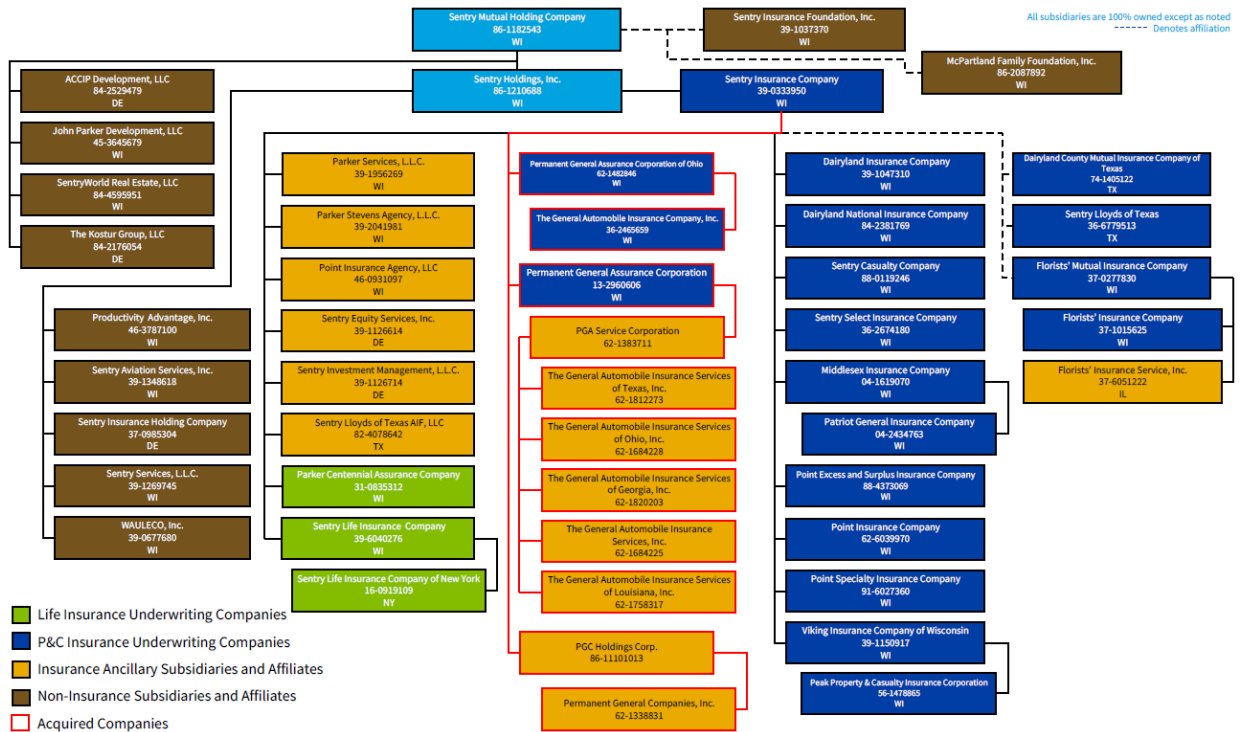 Sentry Mutual Holding Company
86-1182543
WI
Sentry Insurance Foundation, Inc.
39-1037370
WI
All subsidiaries are 100% owned except as noted
Denotes affiliation
McPartland Family Foundation, Inc.
86-2087892
WI
ACCIP Development, LLC
84-2529479
DE
Sentry Holdings, Inc.
86-1210688
WI
Sentry Insurance Company
39-0333950
WI
John Parker Development, LLC
45-3645679
WI
SentryWorld Real Estate, LLC
84-4595951
WI
The Kostur Group, LLC
84-2176054
DE
Productivity Advantage, Inc.
46-3787100
WI
Sentry Aviation Services, Inc.
39-1348618
WI
Sentry Insurance Holding Company
37-0985304
DE
Sentry Services, L.L.C.
39-1269745
WI
WAULECO, Inc.
39-0677680
WI
Parker Services, L.L.C.
39-1956269
WI
Parker Stevens Agency, L.L.C.
39-2041981
WI
Point Insurance Agency, LLC
46-0931097
WI
Sentry Equity Services, Inc.
39-1126614
DE
Sentry Investment Management, L.L.C.
39-1126714
DE
Sentry Lloyds of Texas AIF, LLC
82-4078642
TX
Parker Centennial Assurance Company
31-0835312
WI
Sentry Life Insurance Company
39-6040276
WI
Sentry Life Insurance Company of New York
16-0919109
NY
Permanent General Assurance Corporation of Ohio
62-1482846
WI
The General Automobile Insurance Company, Inc.
36-2465659
WI
Permanent General Assurance Corporation
13-2960606
WI
PGA Service Corporation
62-1383711
The General Automobile Insurance Services
of Texas, Inc.
62-1812273
The General Automobile Insurance Services
of Ohio, Inc.
62-1684228
The General Automobile Insurance Services
of Georgia, Inc.
62-1820203
The General Automobile Insurance
Services, Inc.
62-1684225
The General Automobile Insurance Services
of Louisiana, Inc.
62-1758317
PGC Holdings Corp.
86-11101013
Permanent General Companies, Inc.
62-1338831
Dairyland Insurance Company
39-1047310
WI
Dairyland National Insurance Company
84-2381769
WI
Sentry Casualty Company
88-0119246
WI
Sentry Select Insurance Company
36-2674180
WI
Middlesex Insurance Company
04-1619070
WI
Patriot General Insurance Company
04-2434763
WI
Point Excess and Surplus Insurance Company
88-4373069
WI
Point Insurance Company
62-6039970
WI
Point Specialty Insurance Company
91-6027360
WI
Viking Insurance Company of Wisconsin
39-1150917
WI
Peak Property & Casualty Insurance Corporation
56-1478865
WI
Dairyland County Mutual Insurance Company of
Texas
74-1405122
TX
Sentry Lloyds of Texas
36-6779513
TX
Florists' Mutual Insurance Company
37-0277830
WI
Florists' Insurance Company
37-1015625
WI
Florists' Insurance Service, Inc.
37-6051222
IL
Life Insurance Underwriting Companies
P&C Insurance Underwriting Companies
Insurance Ancillary Subsidiaries and Affiliates
Non-Insurance Subsidiaries and Affiliates
Acquired Companies